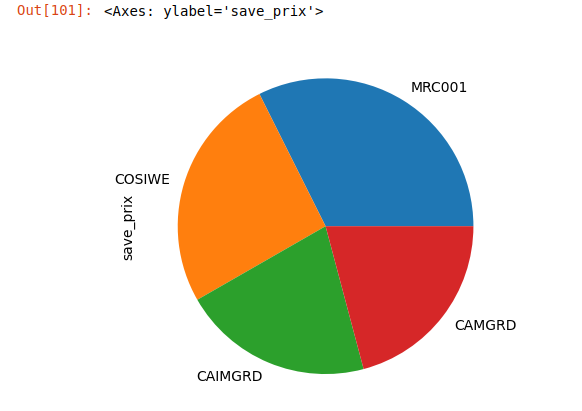 Out[101]: <Axes: ylabel='save_prix'>
MRC001
COSIWE
save_prix
CAMGRD
CAIMGRD